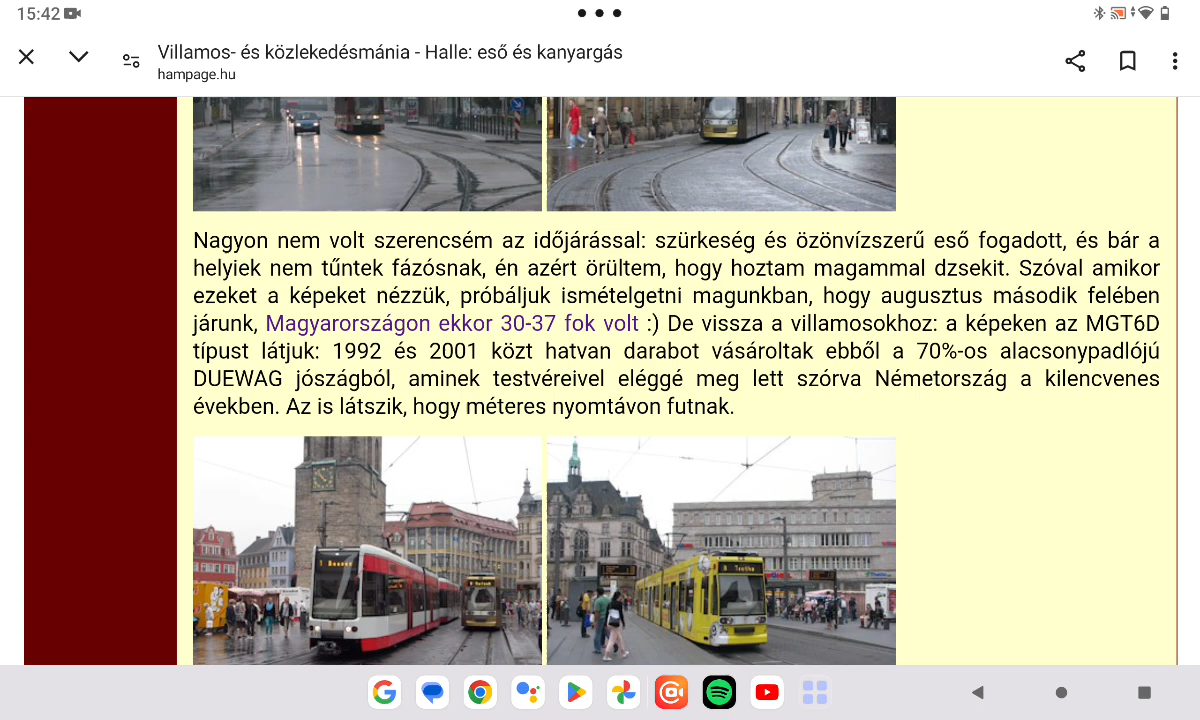 15:42
Villamos- és közlekedésmánia - Halle: eső és kanyargás
hampage.hu
Nagyon nem volt szerencsém az időjárással: szürkeség és özönvízszerű eső fogadott, és bár a
helyiek nem tűntek fázósnak, én azért örültem, hogy hoztam magammal dzsekit. Szóval amikor
ezeket a képeket nézzük, próbáljuk ismételgetni magunkban, hogy augusztus második felében
járunk, Magyarországon ekkor 30-37 fok volt :) De vissza a villamosokhoz: a képeken az MGT6D
típust látjuk: 1992 és 2001 közt hatvan darabot vásároltak ebből a 70%-os alacsonypadlójú
DUEWAG jószágból, aminek testvéreivel eléggé meg lett szórva Németország a kilencvenes
években. Az is látszik, hogy méteres nyomtávon futnak.